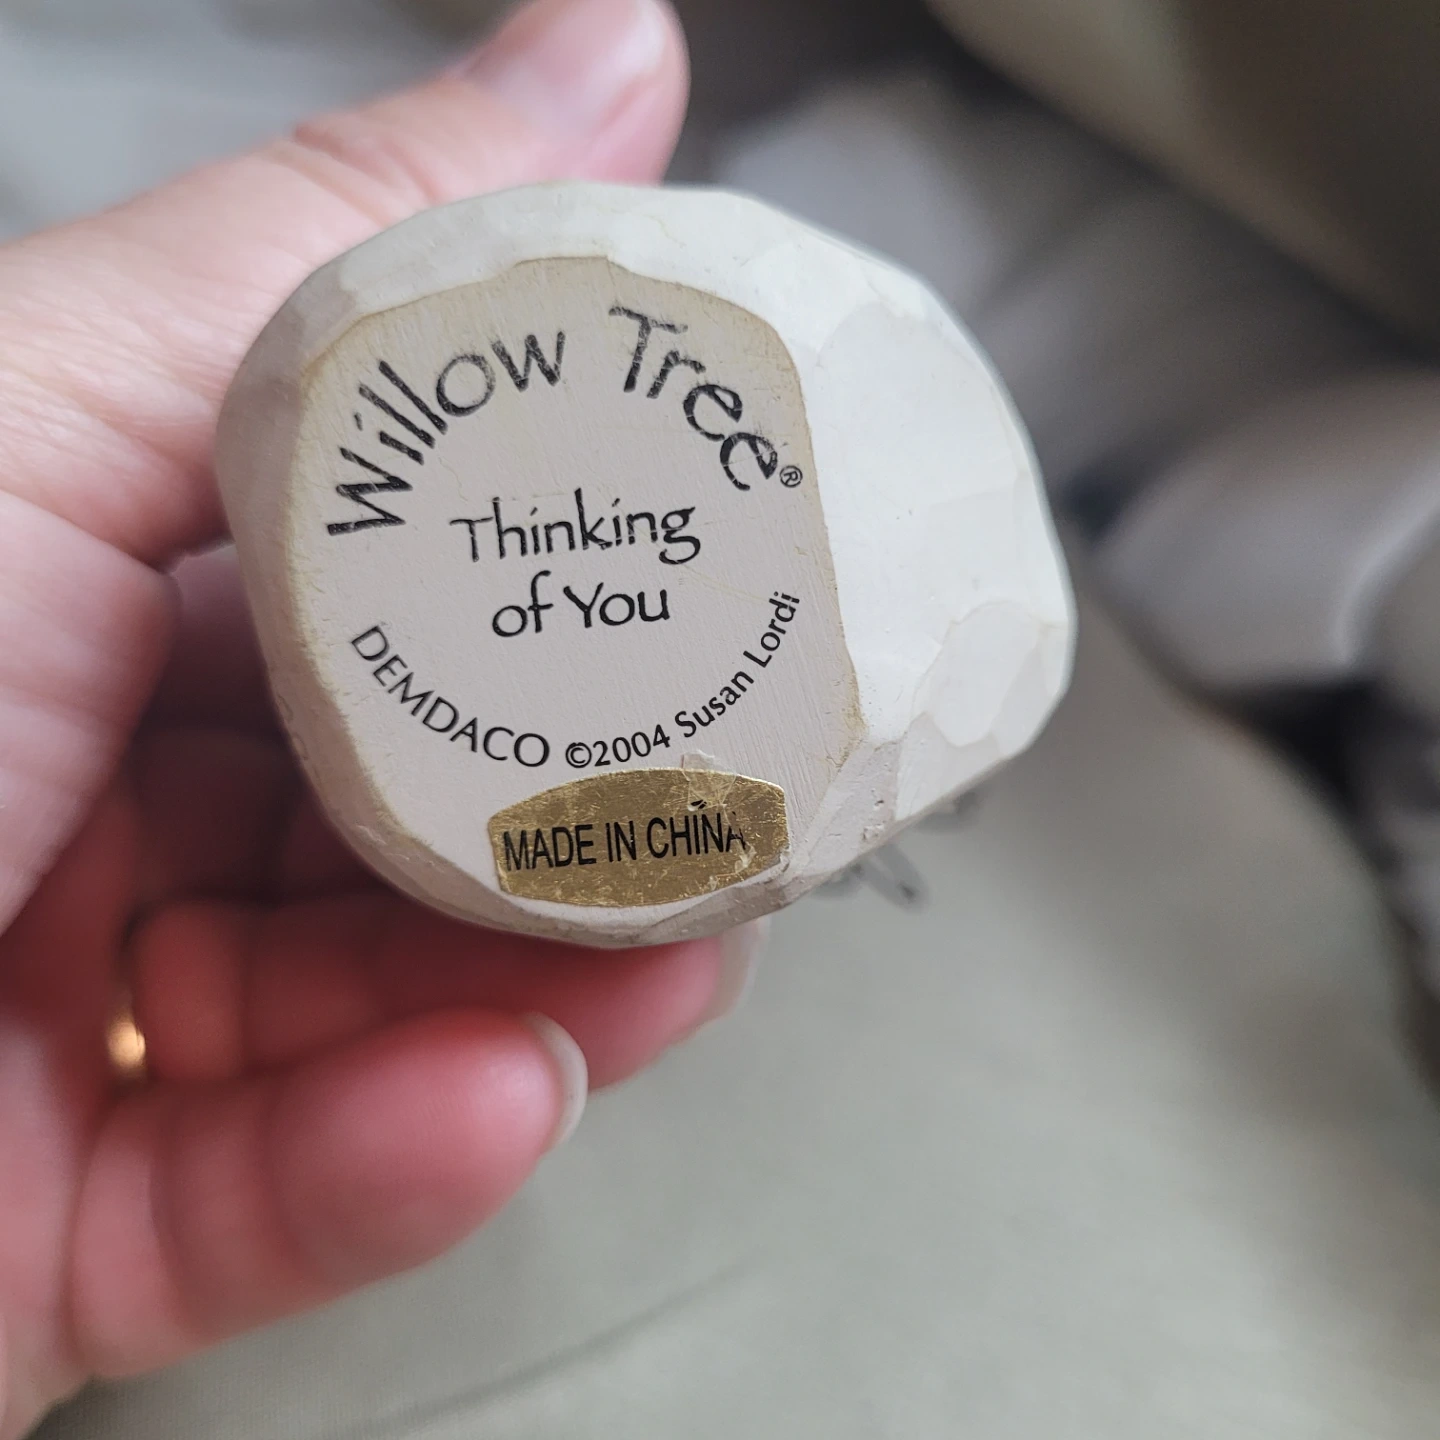 Willow Tree®
Thinking
of You
DEMDACO ©2004 Susan Lordi
MADE IN CHINA